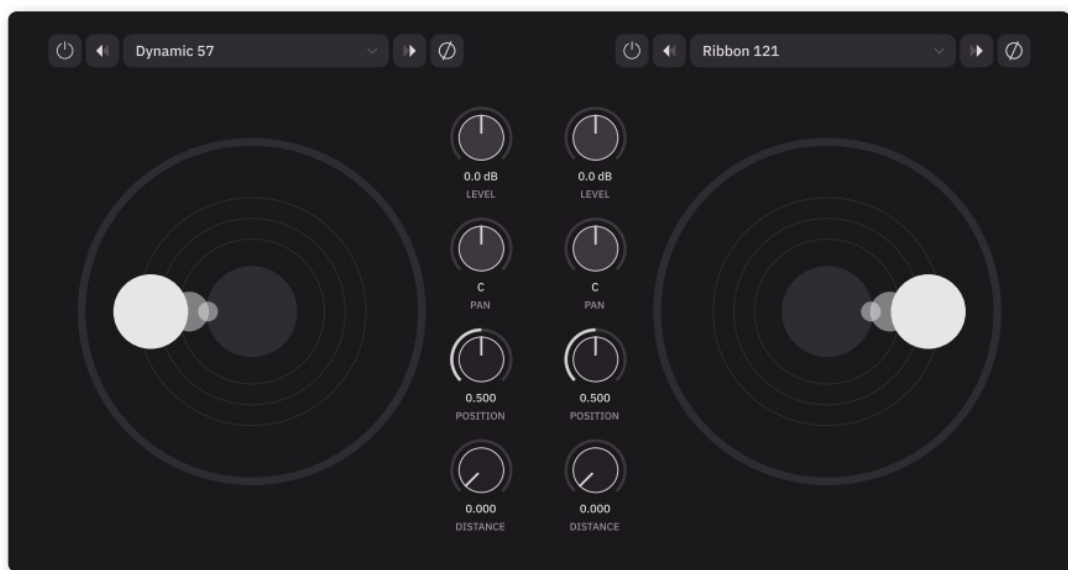 Dynamic 57
Ribbon 121
0.0 dB
LEVEL
0.0 dB
LEVEL
C
PAN
C
PAN
0.500
POSITION
0.500
POSITION
0.000
DISTANCE
0.000
DISTANCE